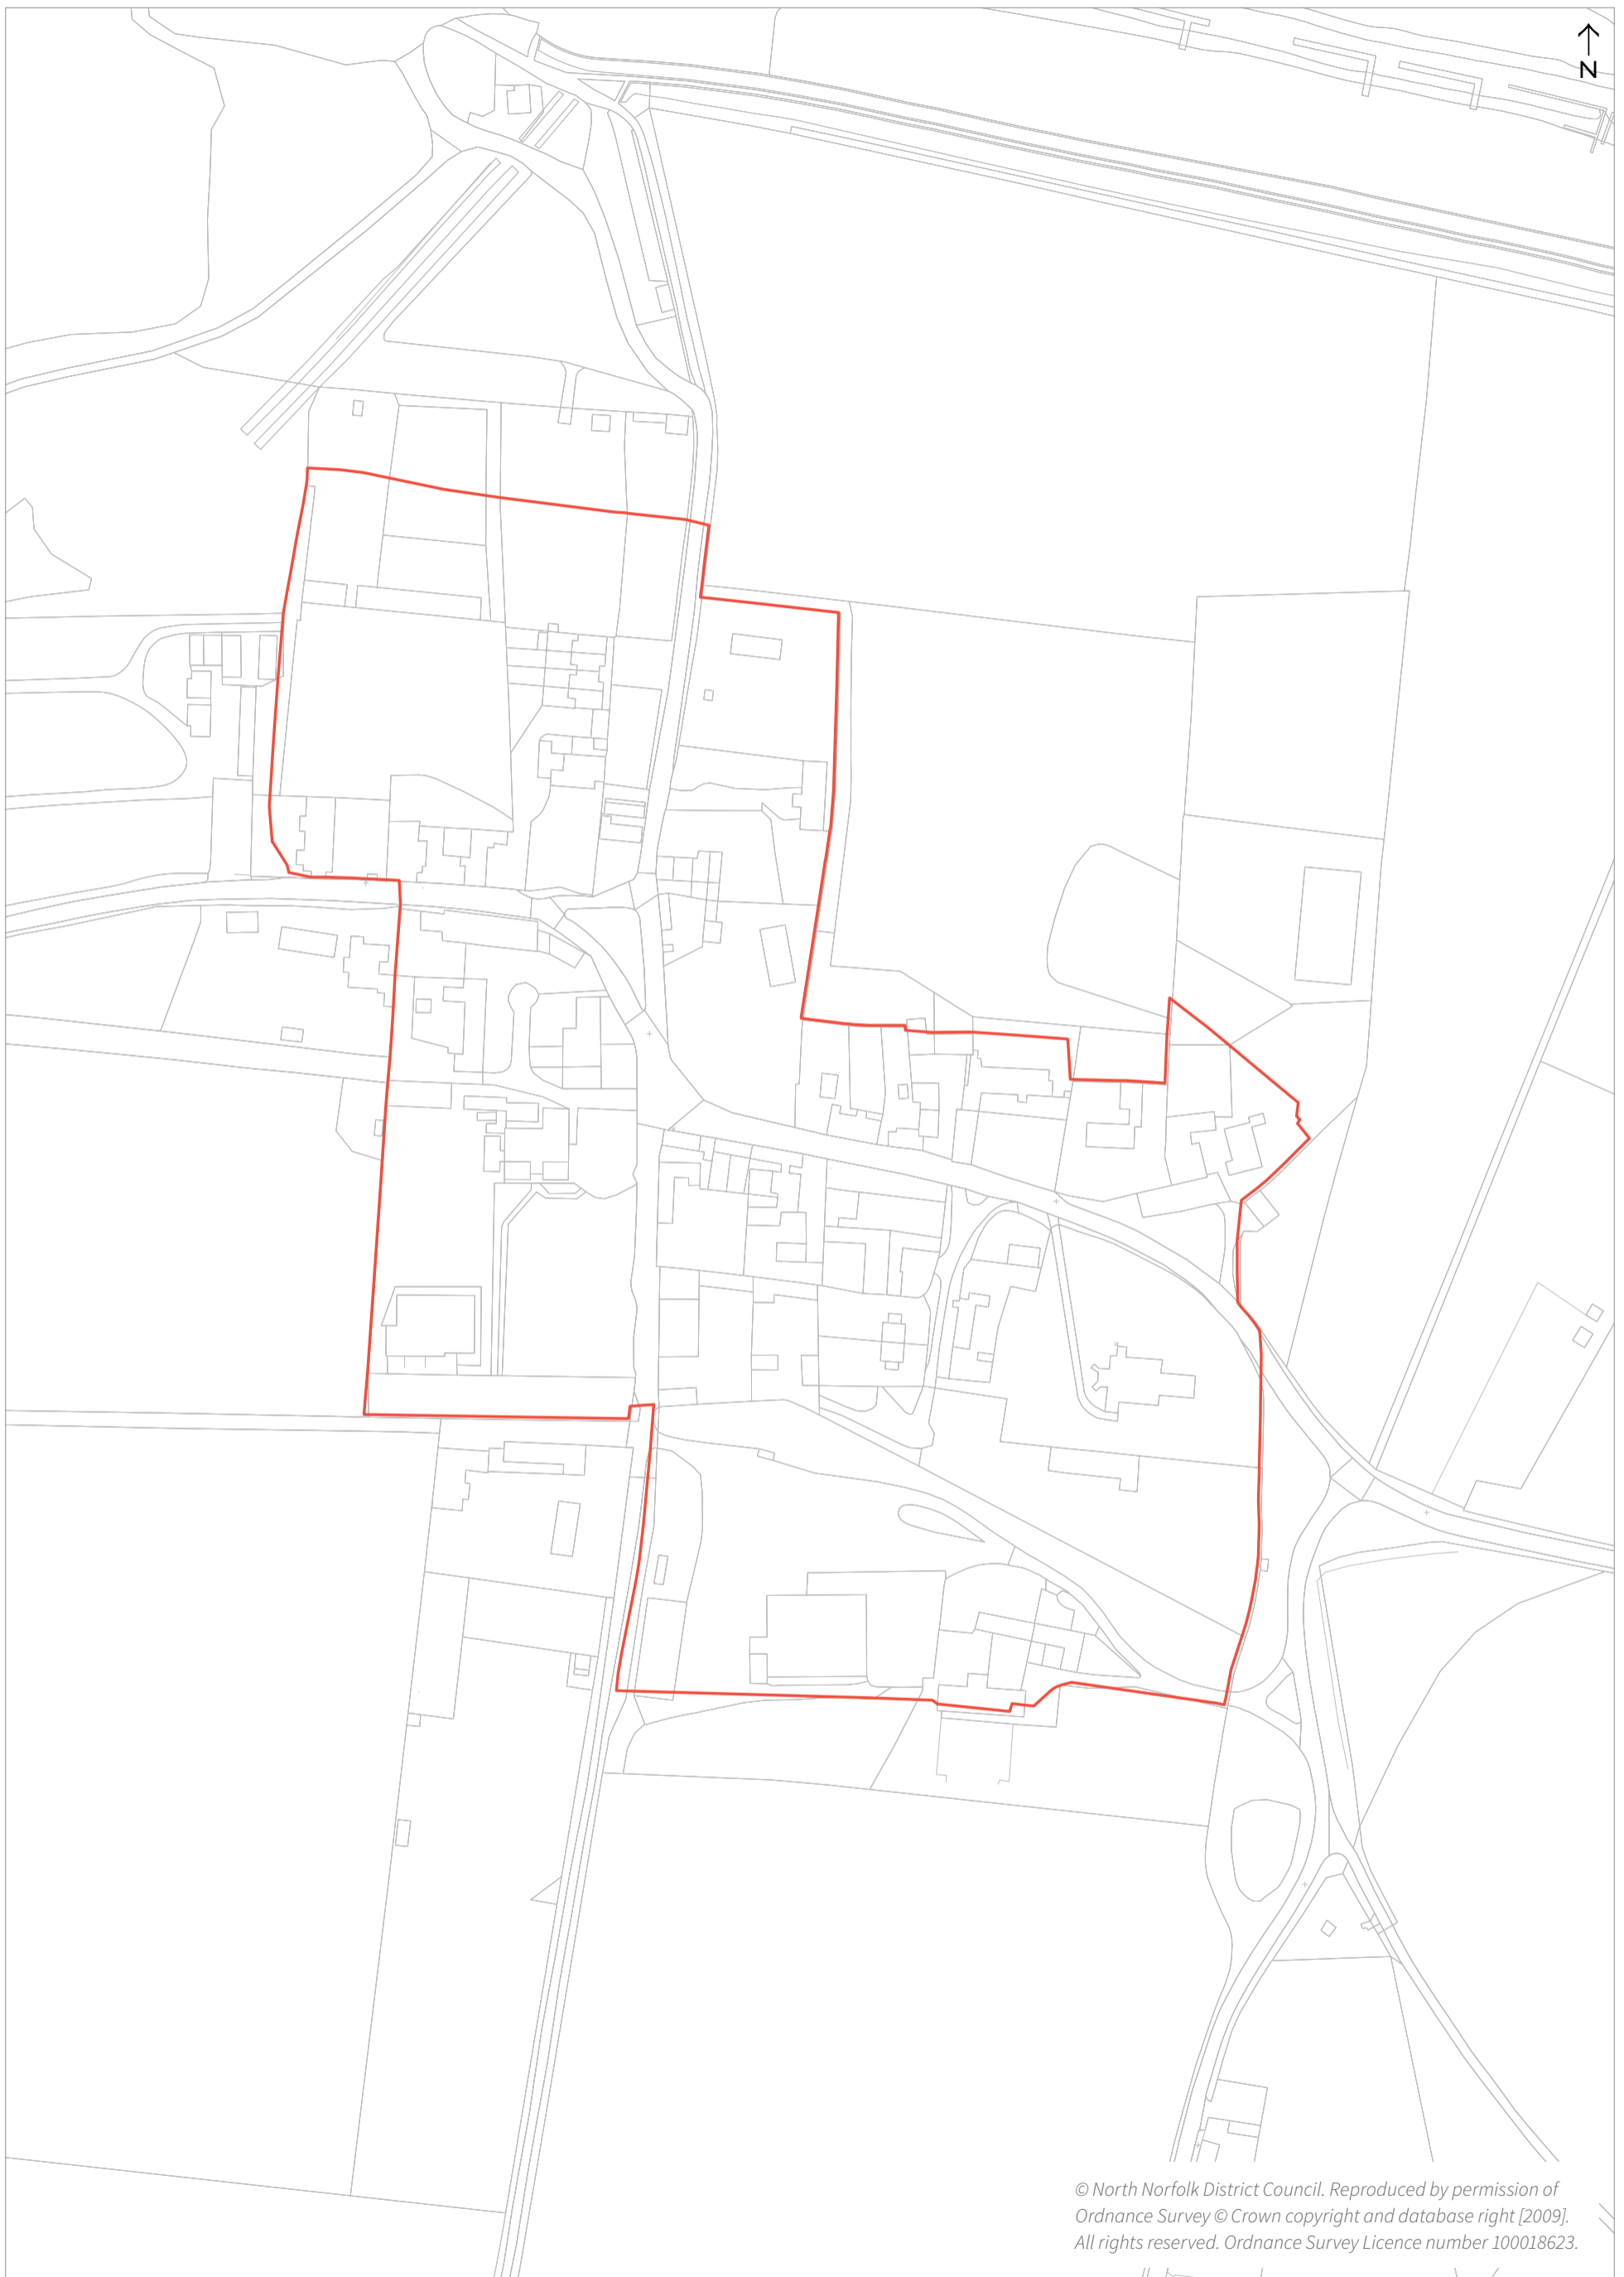 N
© North Norfolk District Council. Reproduced by permission of
Ordnance Survey © Crown copyright and database right [2009].
All rights reserved. Ordnance Survey Licence number 100018623.